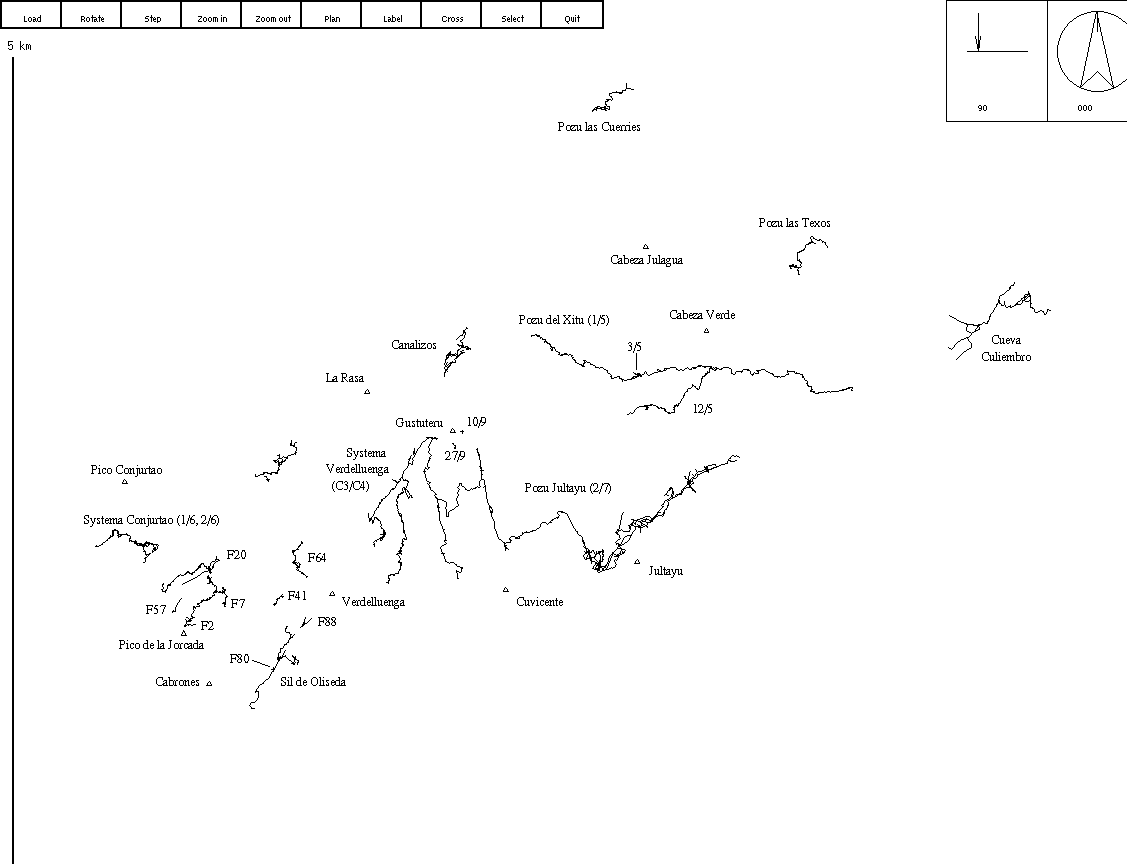 Load Rotate Step Zoom in Zoom out Plan Label Cross Select Quit
5 km
90
000
Pozu las Cuerries
Pozu las Texos
Cabeza Julagua
Pozu del Xitu (1/5)
Cabeza Verde
Cueva
Culiembro
Canalizos
3/5
La Rasa
12/5
Gustuteru
10/9
27/9
Systema
Verdelluenga
(C3/C4)
Pico Conjurtao
Pozu Jultayu (2/7)
Systema Conjurtao (1/6, 2/6)
F20
F64
Jultayu
F57
F7
F41
Verdelluenga
Cuvicente
F2
F88
Pico de la Jorcada
F80
Cabrones
Sil de Oliseda